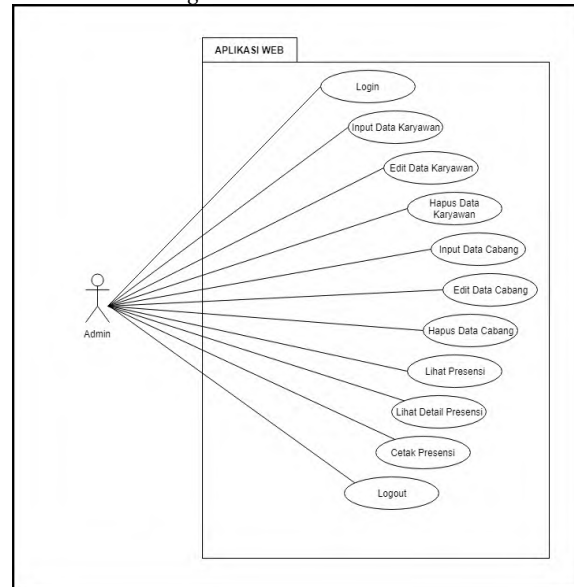 APLIKASI WEB
Login
Input Data Karyawan
Edit Data Karyawan
Hapus Data
Karyawan
Input Data Cabang
Edit Data Cabang
Hapus Data Cabang
Admin
Lihat Presensi
Lihat Detail Presensi
Cetak Presensi
Logout